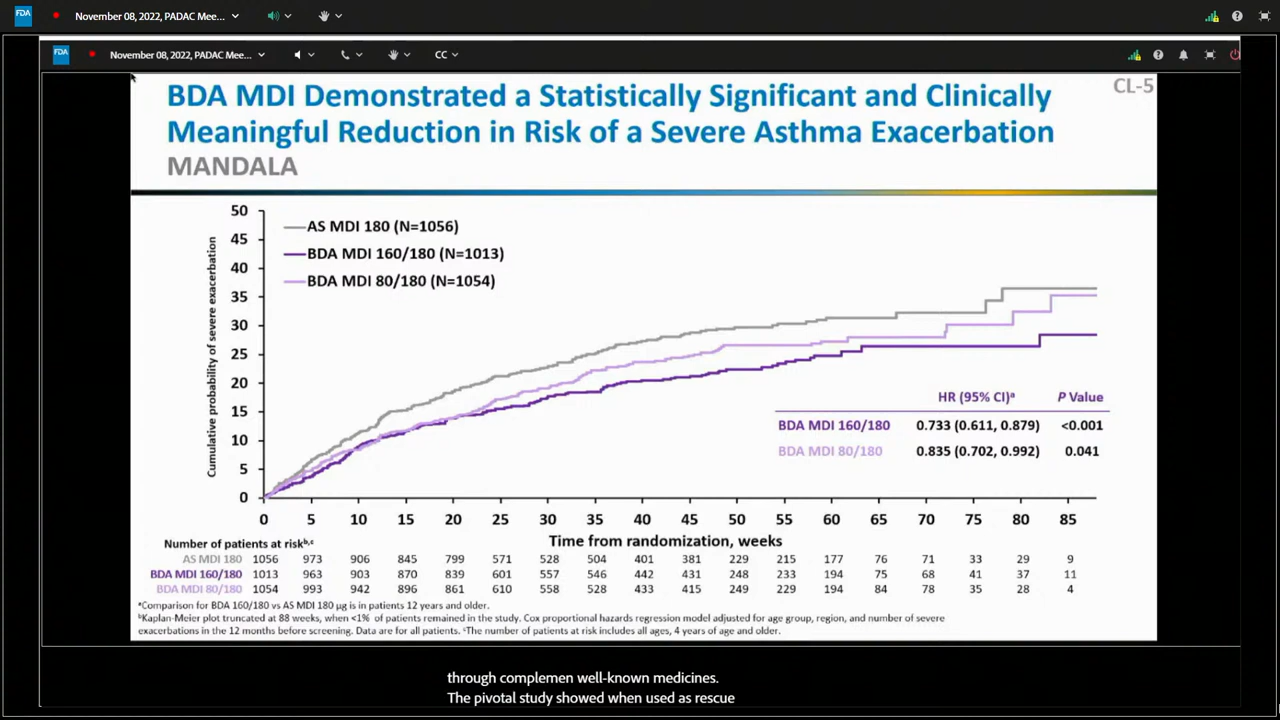 FDA November 08, 2022, PADAC Mee...
FDA November 08, 2022, PADAC Mee... CC
CL-5
BDA MDI Demonstrated a Statistically Significant and Clinically
Meaningful Reduction in Risk of a Severe Asthma Exacerbation
MANDALA
Cumulative probability of severe exacerbation
50
45
40
35
30
25
20
15
10
5
0
AS MDI 180 (N=1056)
BDA MDI 160/180 (N=1013)
BDA MDI 80/180 (N=1054)
HR (95% CI)ᵃ P Value
BDA MDI 160/180 0.733 (0.611, 0.879) <0.001
BDA MDI 80/180 0.835 (0.702, 0.992) 0.041
0 5 10 15 20 25 30 35 40 45 50 55 60 65 70 75 80 85
Number of patients at riskᵇ,ᶜ Time from randomization, weeks
AS MDI 180 1056 973 906 845 799 571 528 504 401 381 229 215 177 76 71 33 29 9
BDA MDI 160/180 1013 963 903 870 839 601 557 546 442 431 248 233 194 75 68 41 37 11
BDA MDI 80/180 1054 993 942 896 861 610 558 528 433 415 249 229 194 84 78 35 28 4
ᵃComparison for BDA 160/180 vs AS MDI 180 µg is in patients 12 years and older.
ᵇKaplan-Meier plot truncated at 88 weeks, when <1% of patients remained in the study. Cox proportional hazards regression model adjusted for age group, region, and number of severe
exacerbations in the 12 months before screening. Data are for all patients. ᶜThe number of patients at risk includes all ages, 4 years of age and older.
through complemen well-known medicines.
The pivotal study showed when used as rescue